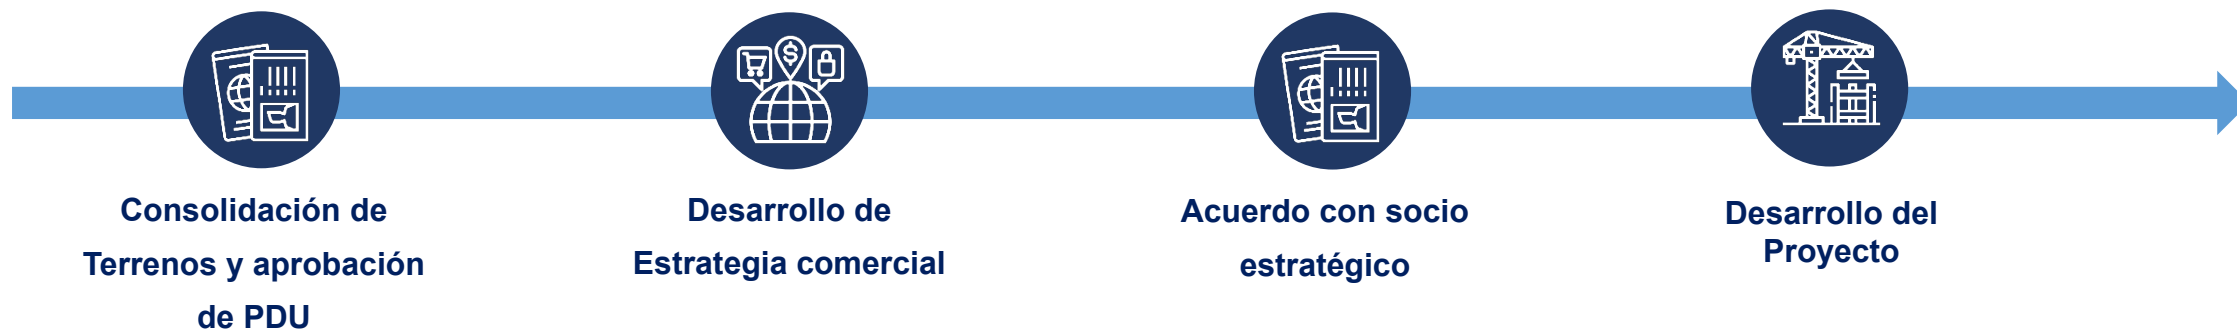 Consolidación de
Terrenos y aprobación
de PDU
Desarrollo de
Estrategia comercial
Acuerdo con socio
estratégico
Desarrollo del
Proyecto